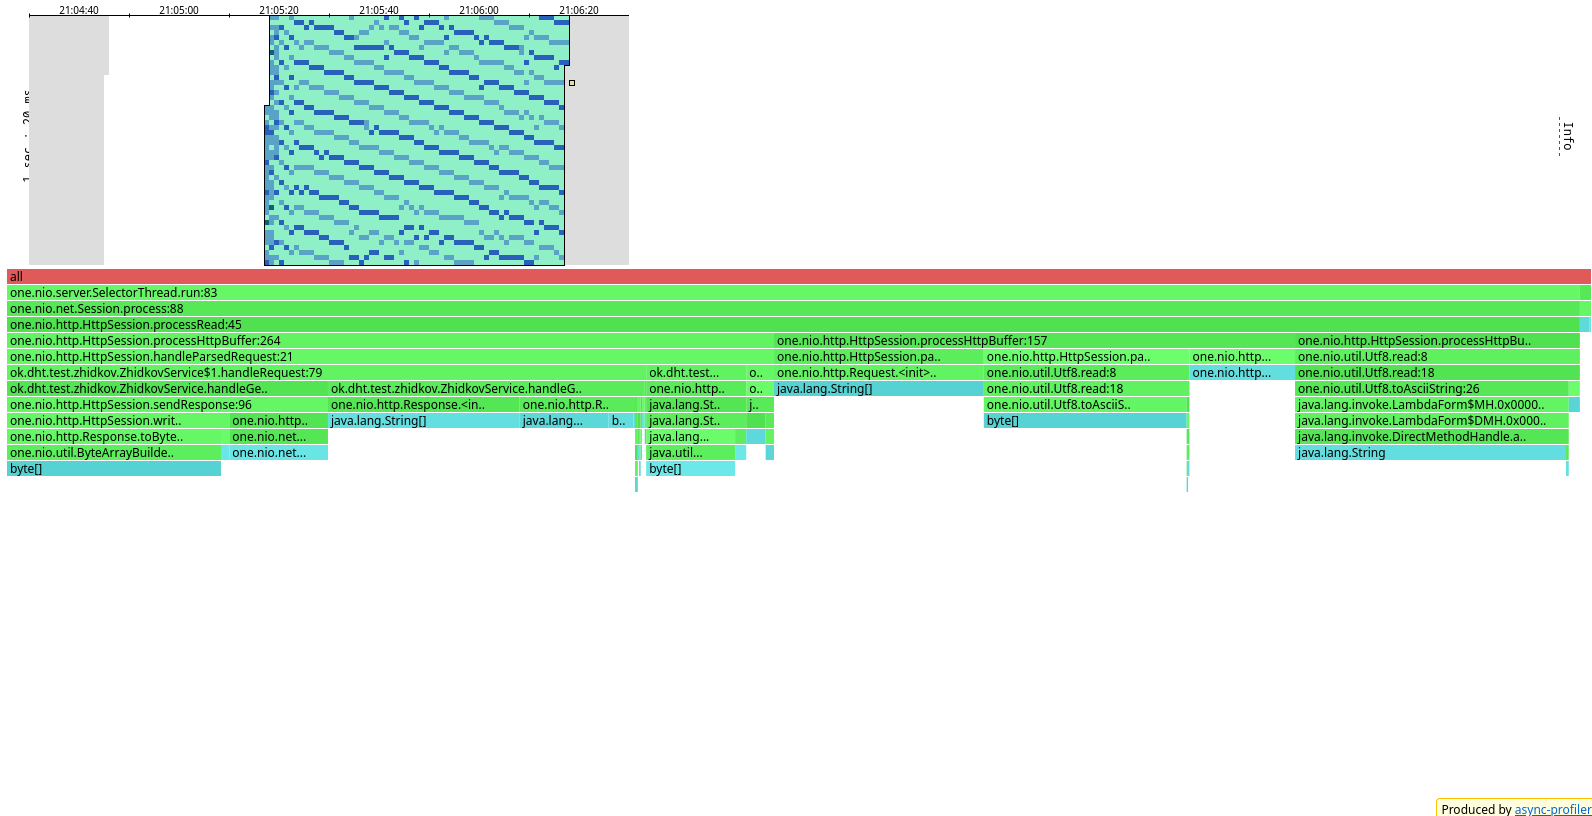 21:04:40 21:05:00 21:05:20 21:05:40 21:06:00 21:06:20
Info
all
one.nio.server.SelectorThread.run:83
one.nio.net.Session.process:88
one.nio.http.HttpSession.processRead:45
one.nio.http.HttpSession.processHttpBuffer:264 one.nio.http.HttpSession.processHttpBuffer:157 one.nio.http.HttpSession.processHttpBu..
one.nio.http.HttpSession.handleParsedRequest:21 one.nio.http.HttpSession.pa.. one.nio.http.HttpSession.pa.. one.nio.http... one.nio.util.Utf8.read:8
ok.dht.test.zhidkov.ZhidkovService$1.handleRequest:79 ok.dht.test... o.. one.nio.http.Request.<init>.. one.nio.util.Utf8.read:8 one.nio.http... one.nio.util.Utf8.read:18
ok.dht.test.zhidkov.ZhidkovService.handleGe.. ok.dht.test.zhidkov.ZhidkovService.handleG.. one.nio.http.. o.. java.lang.String[] one.nio.util.Utf8.read:18 one.nio.util.Utf8.toAsciiString:26
one.nio.http.HttpSession.sendResponse:96 one.nio.http.Response.<in.. one.nio.http.R.. java.lang.St.. j.. one.nio.util.Utf8.toAsciiS.. java.lang.invoke.LambdaForm$MH.0x0000..
one.nio.http.HttpSession.writ.. one.nio.http.. java.lang.String[] java.lang... b.. java.lang.St.. byte[] java.lang.invoke.LambdaForm$DMH.0x000..
one.nio.http.Response.toByte.. one.nio.net... java.lang... java.lang.invoke.DirectMethodHandle.a..
one.nio.util.ByteArrayBuilde.. one.nio.net... java.util... java.lang.String
byte[] byte[]
Produced by async-profiler